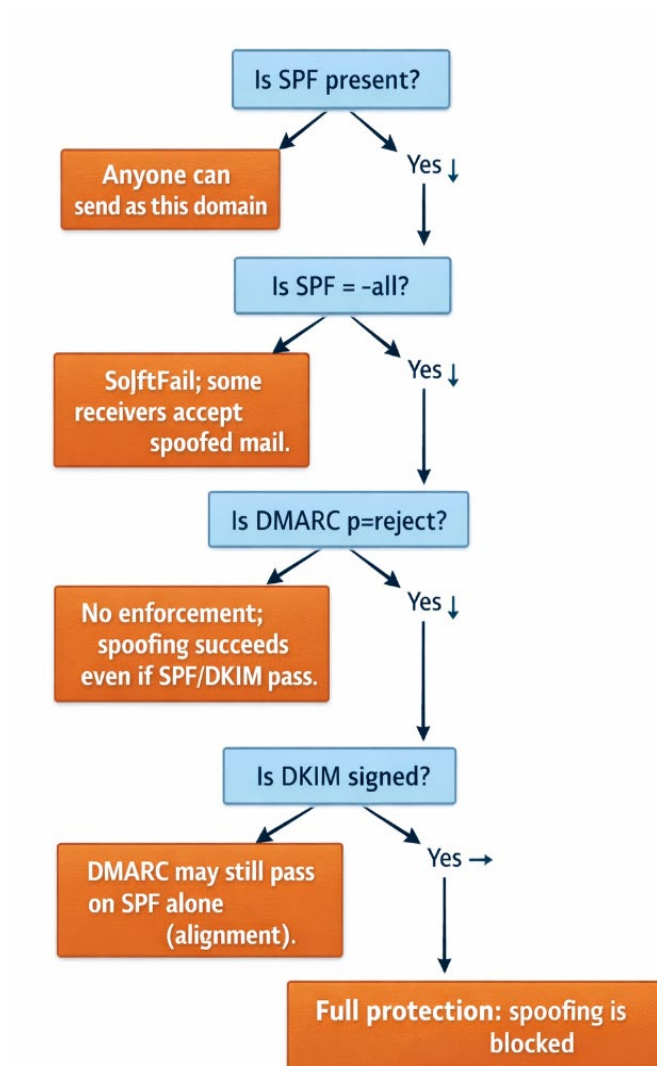 Is SPF present?
Anyone can
send as this domain
Yes ↓
Is SPF = -all?
So|ftFail; some
receivers accept
spoofed mail.
Yes ↓
Is DMARC p=reject?
No enforcement;
spoofing succeeds
even if SPF/DKIM pass.
Yes ↓
Is DKIM signed?
DMARC may still pass
on SPF alone
(alignment).
Yes →
Full protection: spoofing is
blocked